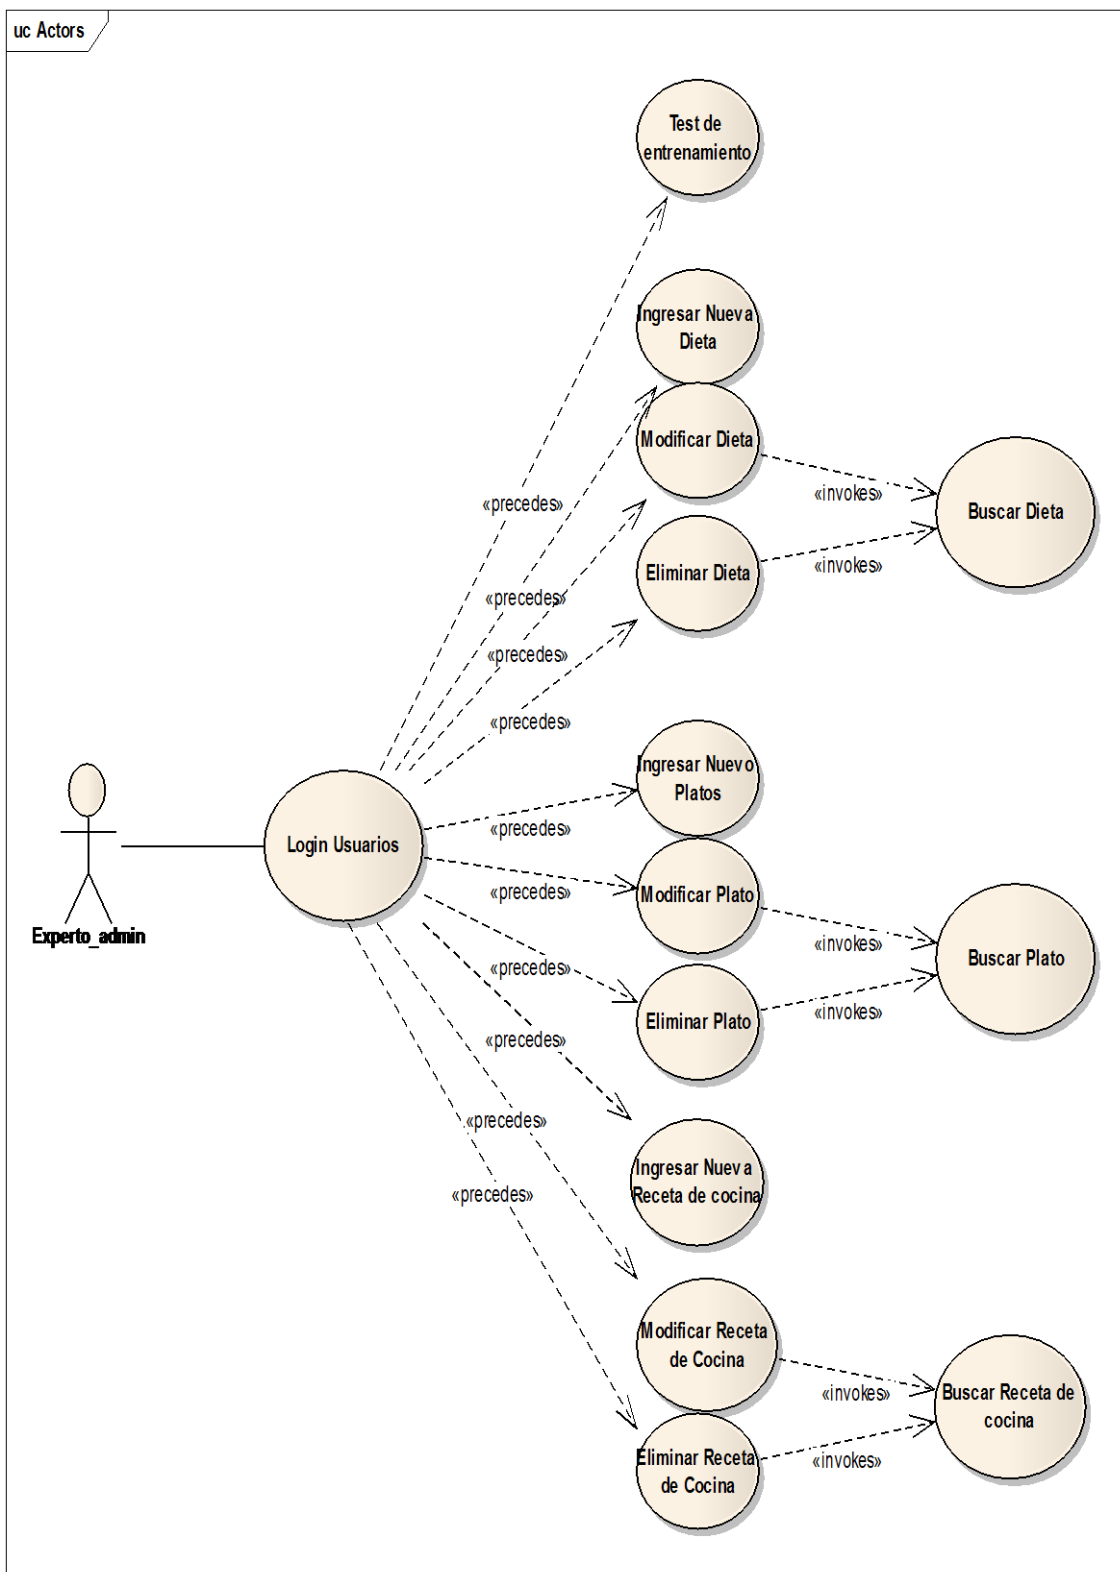 uc Actors
Test de
entrenamiento
Ingresar Nueva
Dieta
Modificar Dieta
«invokes»
Buscar Dieta
«precedes»
Eliminar Dieta
«invokes»
«precedes»
«precedes»
«precedes»
Ingresar Nuevo
Platos
«precedes»
Login Usuarios
Modificar Plato
«precedes»
Experto_admin
«invokes»
Buscar Plato
«precedes»
Eliminar Plato
«invokes»
«precedes»
«precedes»
Ingresar Nueva
Receta de cocina
«precedes»
Modificar Receta
de Cocina
«invokes»
Buscar Receta de
cocina
Eliminar Receta
de Cocina
«invokes»